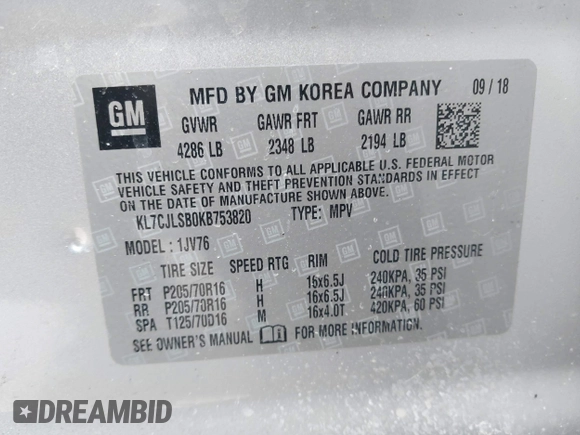 GM
MFD BY GM KOREA COMPANY 09/18
GVWR GAWR FRT GAWR RR
4286 LB 2348 LB 2194 LB
THIS VEHICLE CONFORMS TO ALL APPLICABLE U.S. FEDERAL MOTOR
VEHICLE SAFETY AND THEFT PREVENTION STANDARDS IN EFFECT
ON THE DATE OF MANUFACTURE SHOWN ABOVE.
KL7CJLSB0KB753820 TYPE: MPV
MODEL: 1JV76
TIRE SIZE SPEED RTG RIM COLD TIRE PRESSURE
FRT P205/70R16 H 16x6.5J 240KPA, 35 PSI
RR P205/70R16 H 16x6.5J 240KPA, 35 PSI
SPA T125/70D16 M 16x4.0T 420KPA, 60 PSI
SEE OWNER'S MANUAL FOR MORE INFORMATION.
DREAMBID